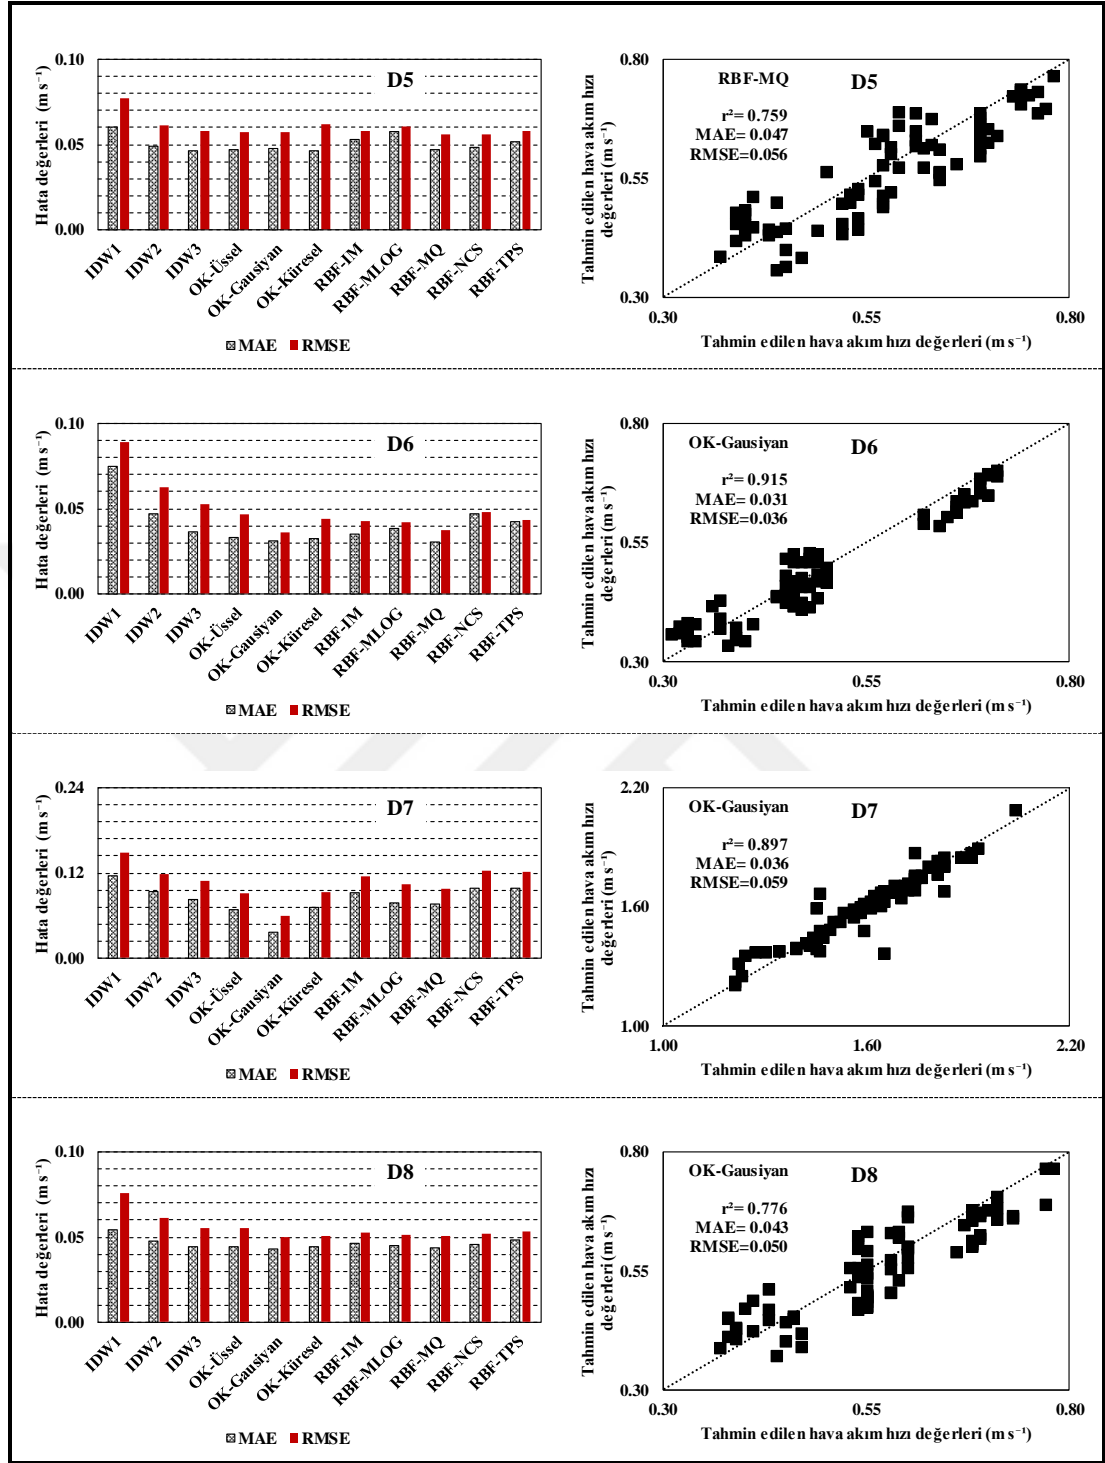 Hata değerleri (m s⁻¹)
0.10
0.05
0.00
D5
IDW1
IDW2
IDW3
OK-Üssel
OK-Gausiyan
OK-Küresel
RBF-IM
RBF-MLOG
RBF-MQ
RBF-NCS
RBF-TPS
MAE RMSE
Tahmin edilen hava akım hızı
değerleri (m s⁻¹)
0.80
0.55
0.30
RBF-MQ
D5
r²= 0.759
MAE= 0.047
RMSE=0.056
0.30 0.55 0.80
Tahmin edilen hava akım hızı değerleri (m s⁻¹)
Hata değerleri (m s⁻¹)
0.10
0.05
0.00
D6
IDW1
IDW2
IDW3
OK-Üssel
OK-Gausiyan
OK-Küresel
RBF-IM
RBF-MLOG
RBF-MQ
RBF-NCS
RBF-TPS
MAE RMSE
Tahmin edilen hava akım hızı
değerleri (m s⁻¹)
0.80
0.55
0.30
OK-Gausiyan
D6
r²= 0.915
MAE= 0.031
RMSE=0.036
0.30 0.55 0.80
Tahmin edilen hava akım hızı değerleri (m s⁻¹)
Hata değerleri (m s⁻¹)
0.24
0.12
0.00
D7
IDW1
IDW2
IDW3
OK-Üssel
OK-Gausiyan
OK-Küresel
RBF-IM
RBF-MLOG
RBF-MQ
RBF-NCS
RBF-TPS
MAE RMSE
Tahmin edilen hava akım hızı
değerleri (m s⁻¹)
2.20
1.60
1.00
OK-Gausiyan
D7
r²= 0.897
MAE= 0.036
RMSE=0.059
1.00 1.60 2.20
Tahmin edilen hava akım hızı değerleri (m s⁻¹)
Hata değerleri (m s⁻¹)
0.10
0.05
0.00
D8
IDW1
IDW2
IDW3
OK-Üssel
OK-Gausiyan
OK-Küresel
RBF-IM
RBF-MLOG
RBF-MQ
RBF-NCS
RBF-TPS
MAE RMSE
Tahmin edilen hava akım hızı
değerleri (m s⁻¹)
0.80
0.55
0.30
OK-Gausiyan
D8
r²= 0.776
MAE= 0.043
RMSE=0.050
0.30 0.55 0.80
Tahmin edilen hava akım hızı değerleri (m s⁻¹)